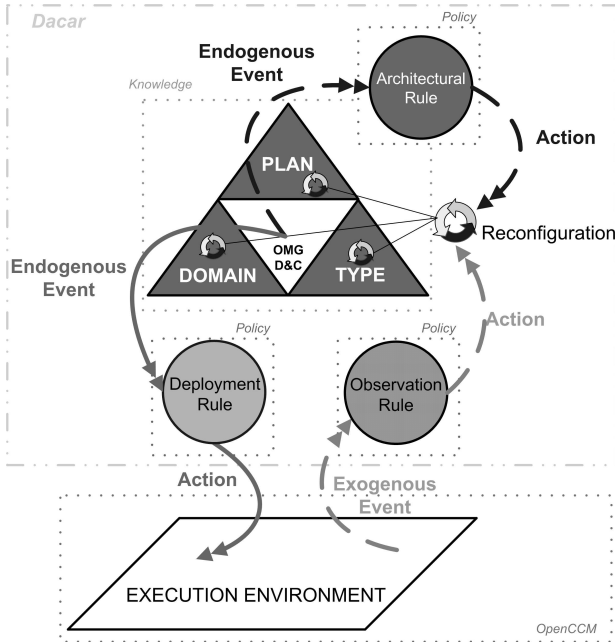 Dacar
Policy
Endogenous
Event
Architectural
Rule
Knowledge
Action
PLAN
Reconfiguration
OMG
D&C
DOMAIN
TYPE
Endogenous
Event
Action
Policy
Policy
Deployment
Rule
Observation
Rule
Action
Exogenous
Event
EXECUTION ENVIRONMENT
OpenCCM